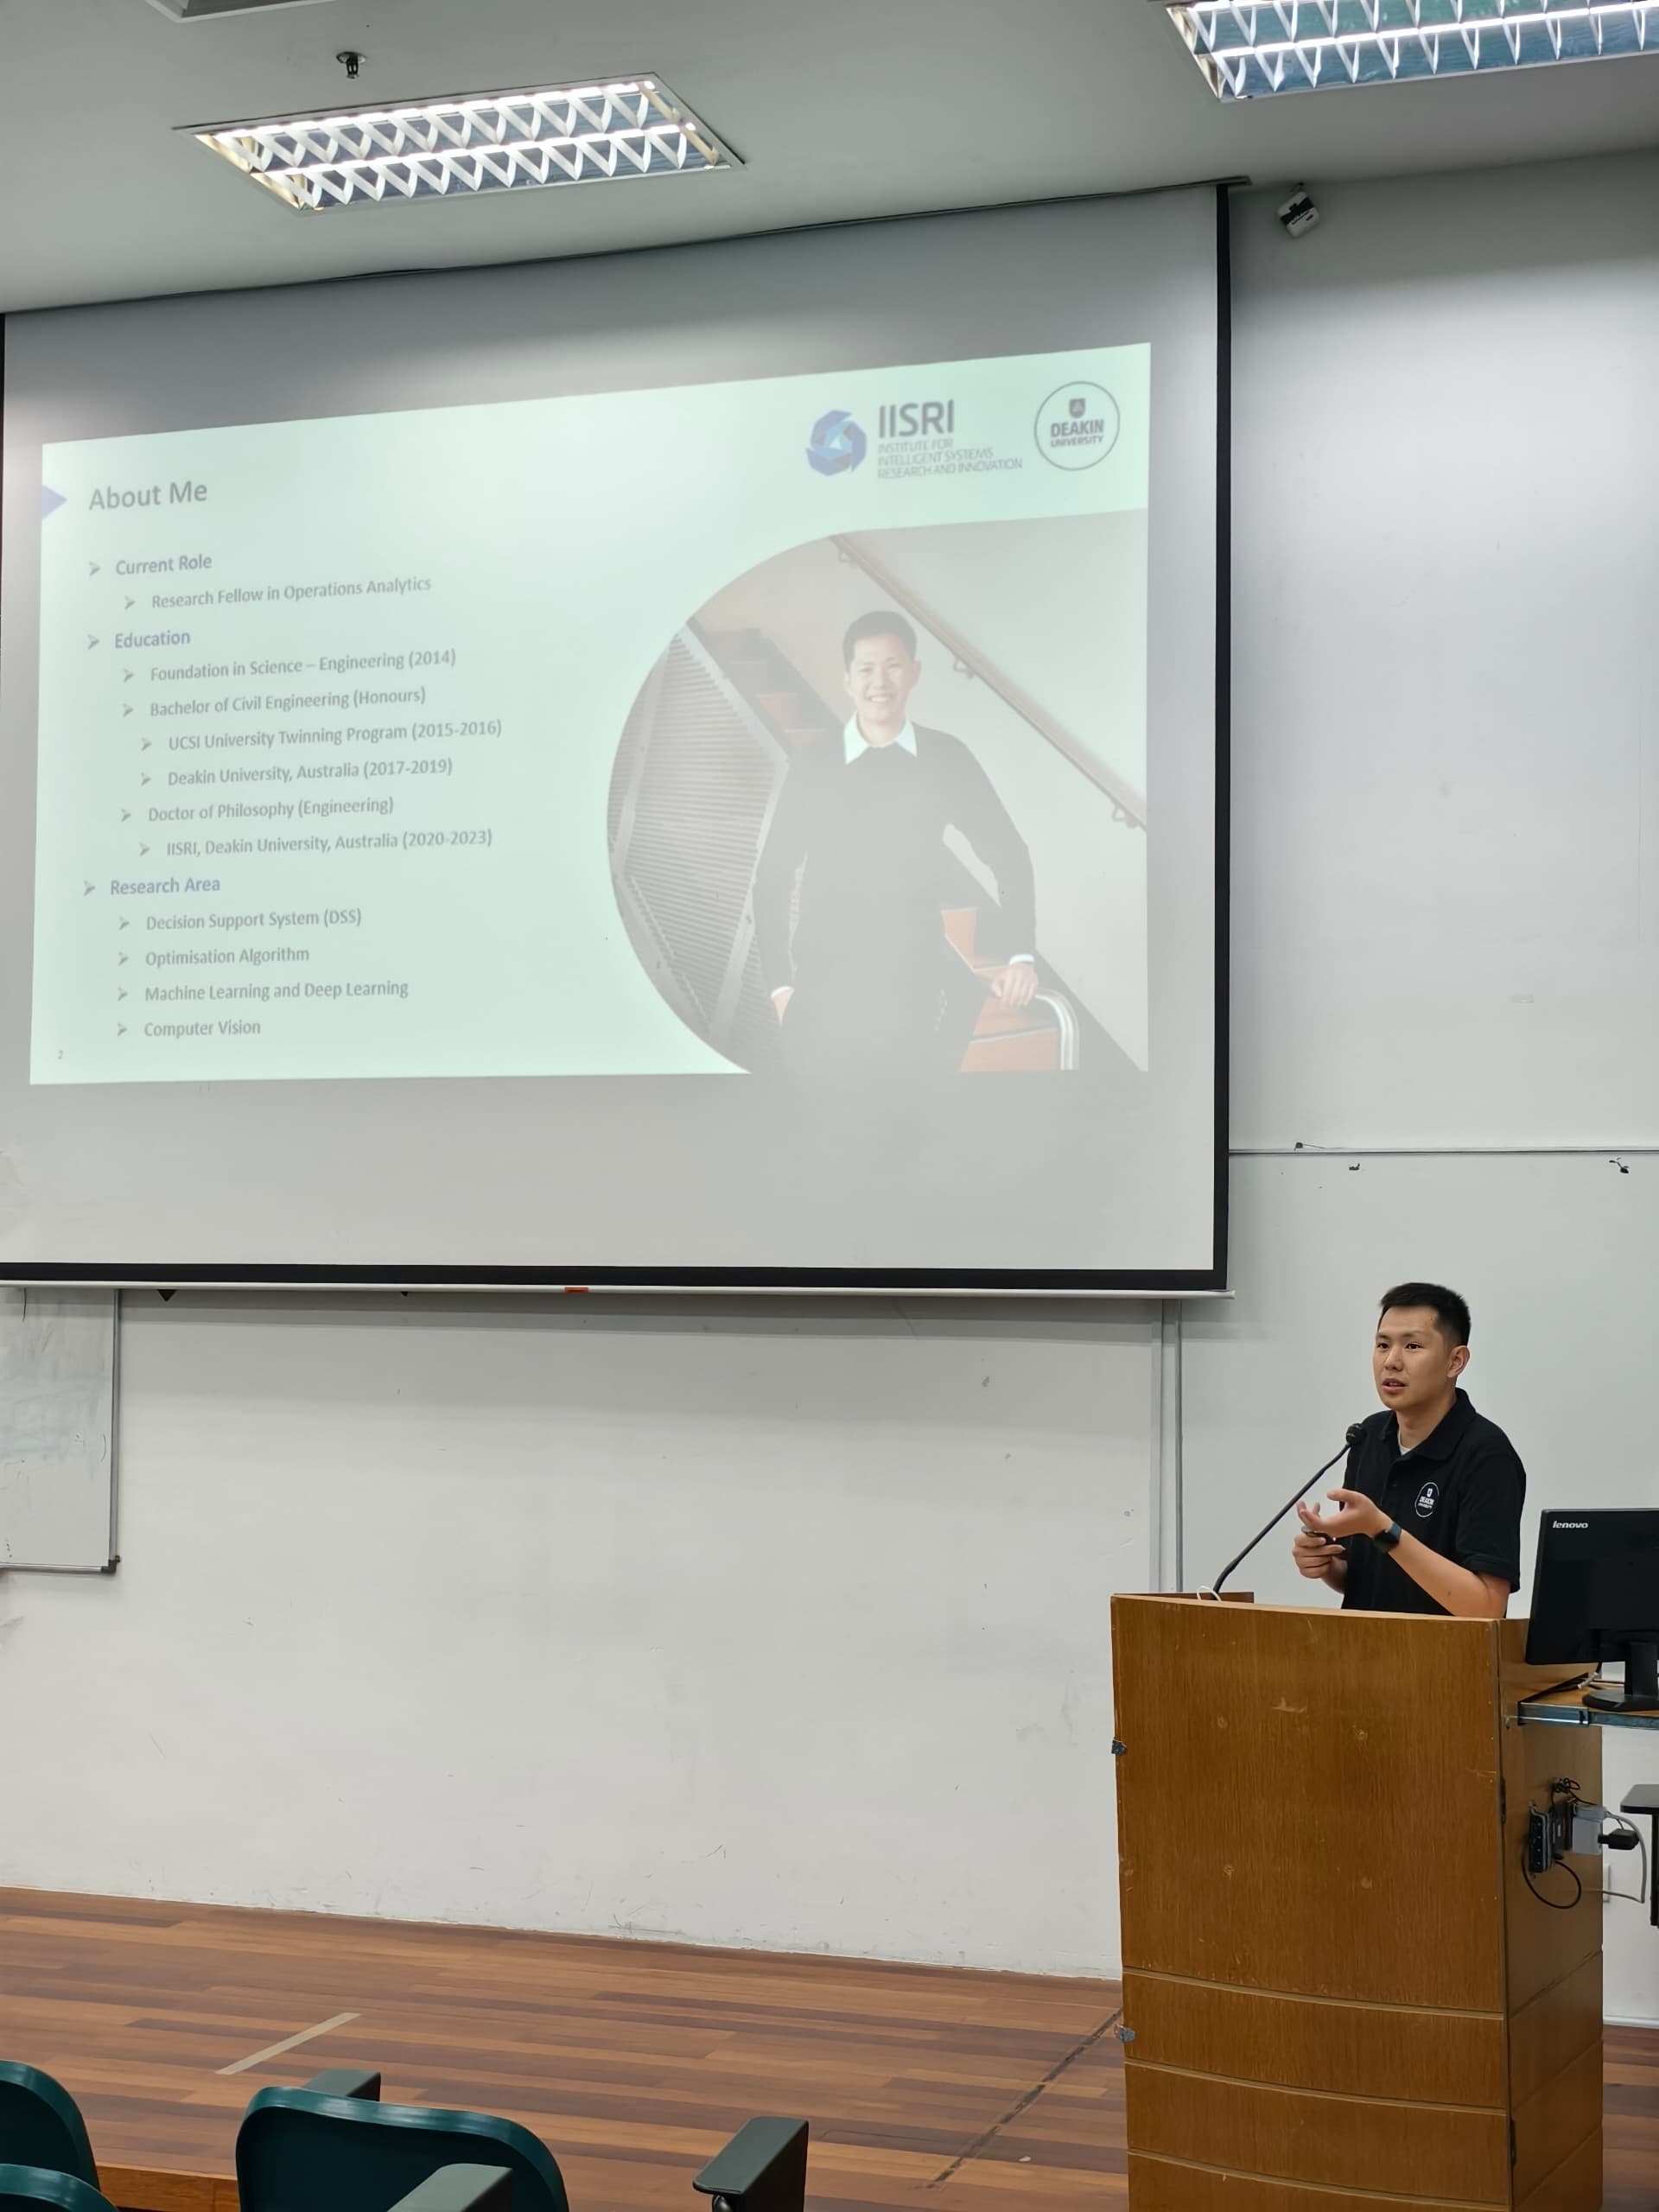 IISRI
INSTITUTE FOR
INTELLIGENT SYSTEMS
RESEARCH AND INNOVATION
DEAKIN
UNIVERSITY
About Me
Current Role
Research Fellow in Operations Analytics
Education
Foundation in Science – Engineering (2014)
Bachelor of Civil Engineering (Honours)
UCSI University Twinning Program (2015-2016)
Deakin University, Australia (2017-2019)
Doctor of Philosophy (Engineering)
IISRI, Deakin University, Australia (2020-2023)
Research Area
Decision Support System (DSS)
Optimisation Algorithm
Machine Learning and Deep Learning
Computer Vision
2
DEAKIN
UNIVERSITY
lenovo